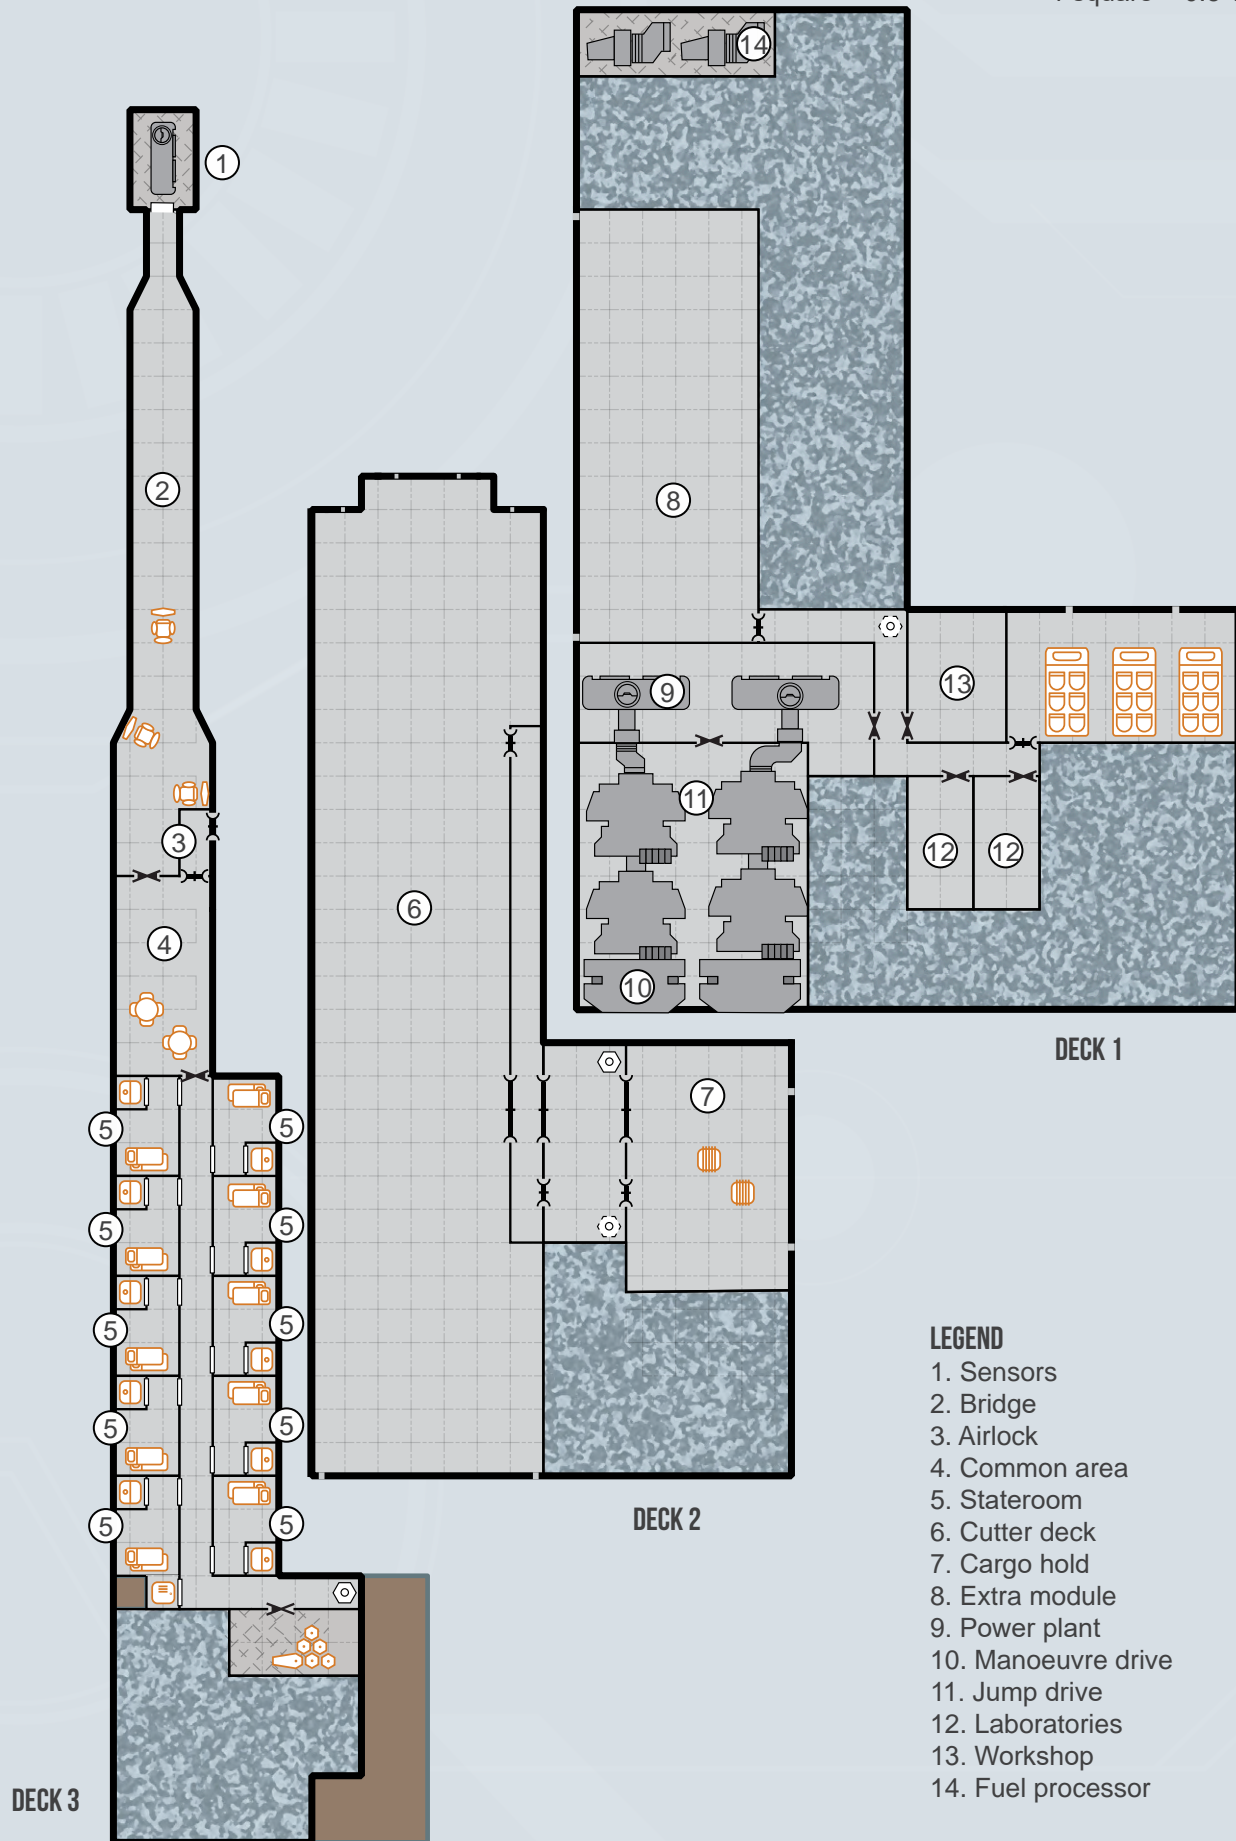 14
1
2
8
13
9
11
3
12
12
6
4
10
DECK 1
7
5
5
5
5
5
5
5
5
5
5
LEGEND
1. Sensors
2. Bridge
3. Airlock
4. Common area
5. Stateroom
6. Cutter deck
7. Cargo hold
8. Extra module
9. Power plant
10. Manoeuvre drive
11. Jump drive
12. Laboratories
13. Workshop
14. Fuel processor
DECK 2
DECK 3